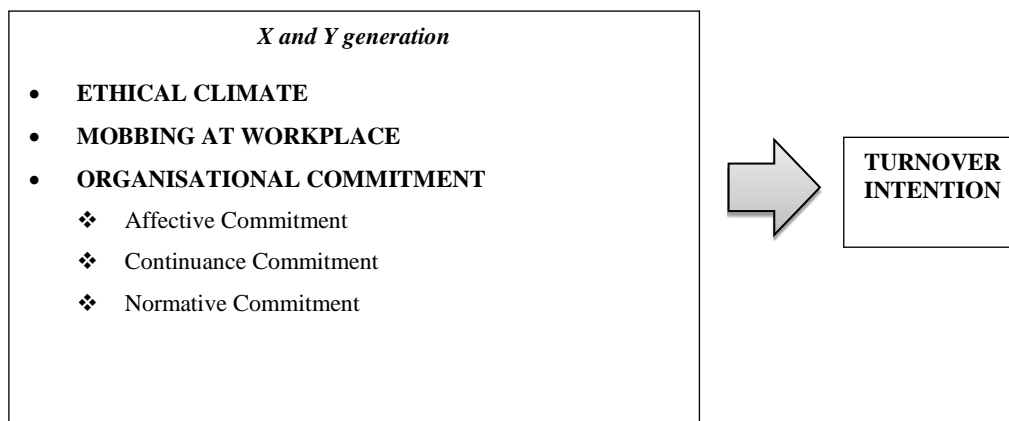 X and Y generation
• ETHICAL CLIMATE
• MOBBING AT WORKPLACE
• ORGANISATIONAL COMMITMENT
❖ Affective Commitment
❖ Continuance Commitment
❖ Normative Commitment
TURNOVER
INTENTION